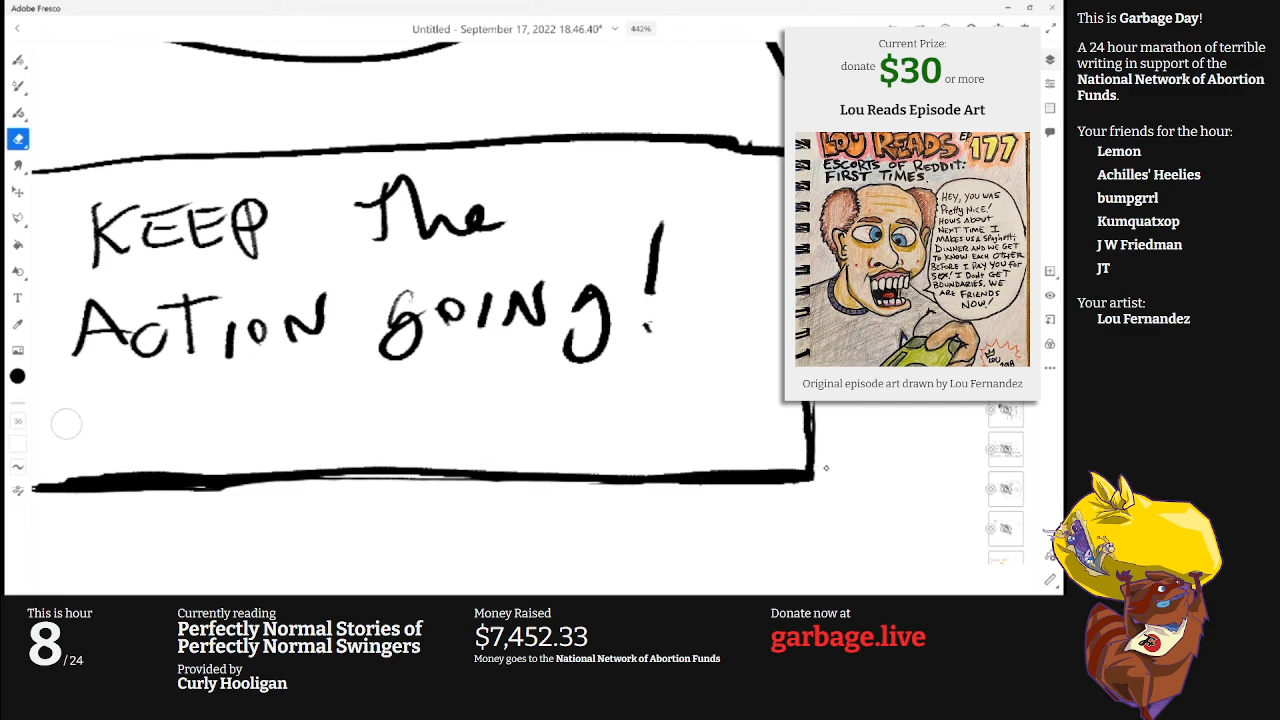 Adobe Fresco
Untitled - September 17, 2022 18.46.40*
442%
KEEP The
ACTION GOING!
36
Current Prize:
donate $30 or more
Lou Reads Episode Art
LOU READS EP 177
ESCORTS OF REDDIT:
FIRST TIMES.
HEY, YOU WAS
PRETTY NICE!
HOWS ABOUT
NEXT TIME I
MAKES US A SPAGHETTI
DINNER AND WE GET
TO KNOW EACH OTHER
BEFORE I PAY YOU FOR
SEX! I DONT GET
BOUNDARIES, WE
ARE FRIENDS
NOW!
LOU
Original episode art drawn by Lou Fernandez
This is Garbage Day!
A 24 hour marathon of terrible
writing in support of the
National Network of Abortion
Funds.
Your friends for the hour:
Lemon
Achilles' Heelies
bumpgrrl
Kumquatxop
J W Friedman
JT
Your artist:
Lou Fernandez
This is hour
8 / 24
Currently reading
Perfectly Normal Stories of
Perfectly Normal Swingers
Provided by
Curly Hooligan
Money Raised
$7,452.33
Money goes to the National Network of Abortion Funds
Donate now at
garbage.live